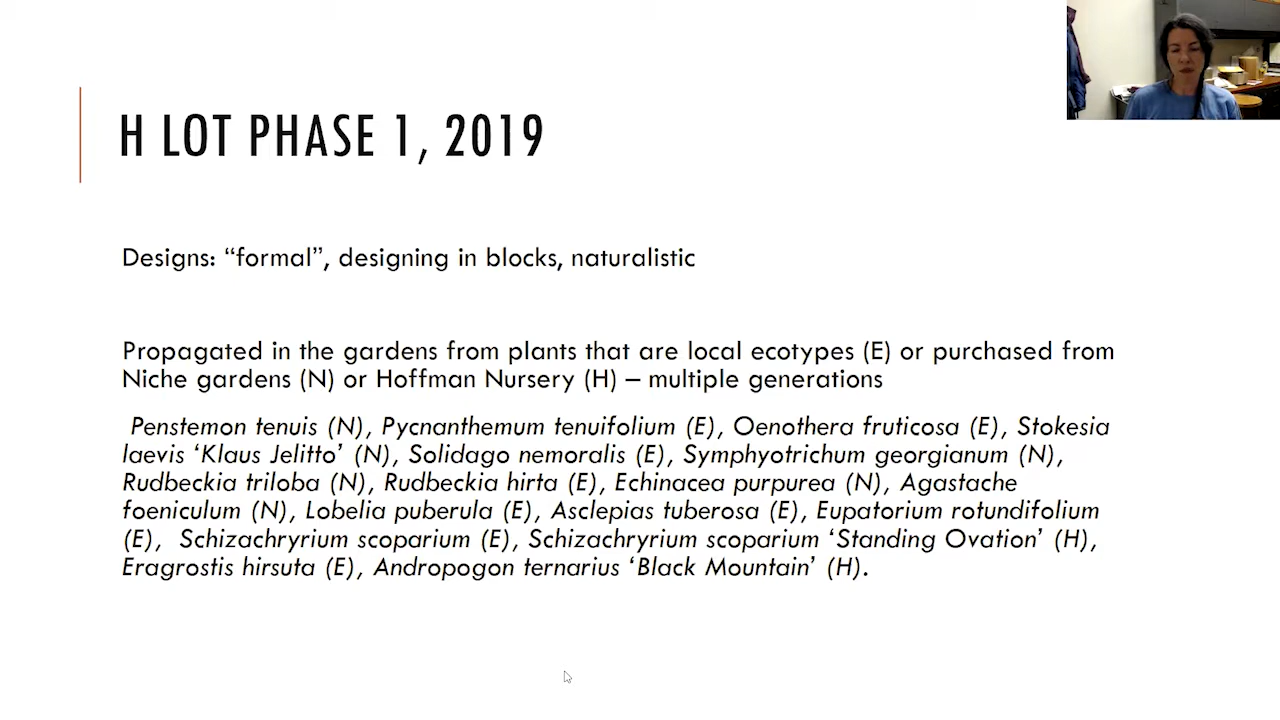 H LOT PHASE 1, 2019
Designs: “formal”, designing in blocks, naturalistic
Propagated in the gardens from plants that are local ecotypes (E) or purchased from
Niche gardens (N) or Hoffman Nursery (H) – multiple generations
Penstemon tenuis (N), Pycnanthemum tenuifolium (E), Oenothera fruticosa (E), Stokesia
laevis ‘Klaus Jelitto’ (N), Solidago nemoralis (E), Symphyotrichum georgianum (N),
Rudbeckia triloba (N), Rudbeckia hirta (E), Echinacea purpurea (N), Agastache
foeniculum (N), Lobelia puberula (E), Asclepias tuberosa (E), Eupatorium rotundifolium
(E), Schizachryrium scoparium (E), Schizachryrium scoparium ‘Standing Ovation’ (H),
Eragrostis hirsuta (E), Andropogon ternarius ‘Black Mountain’ (H).